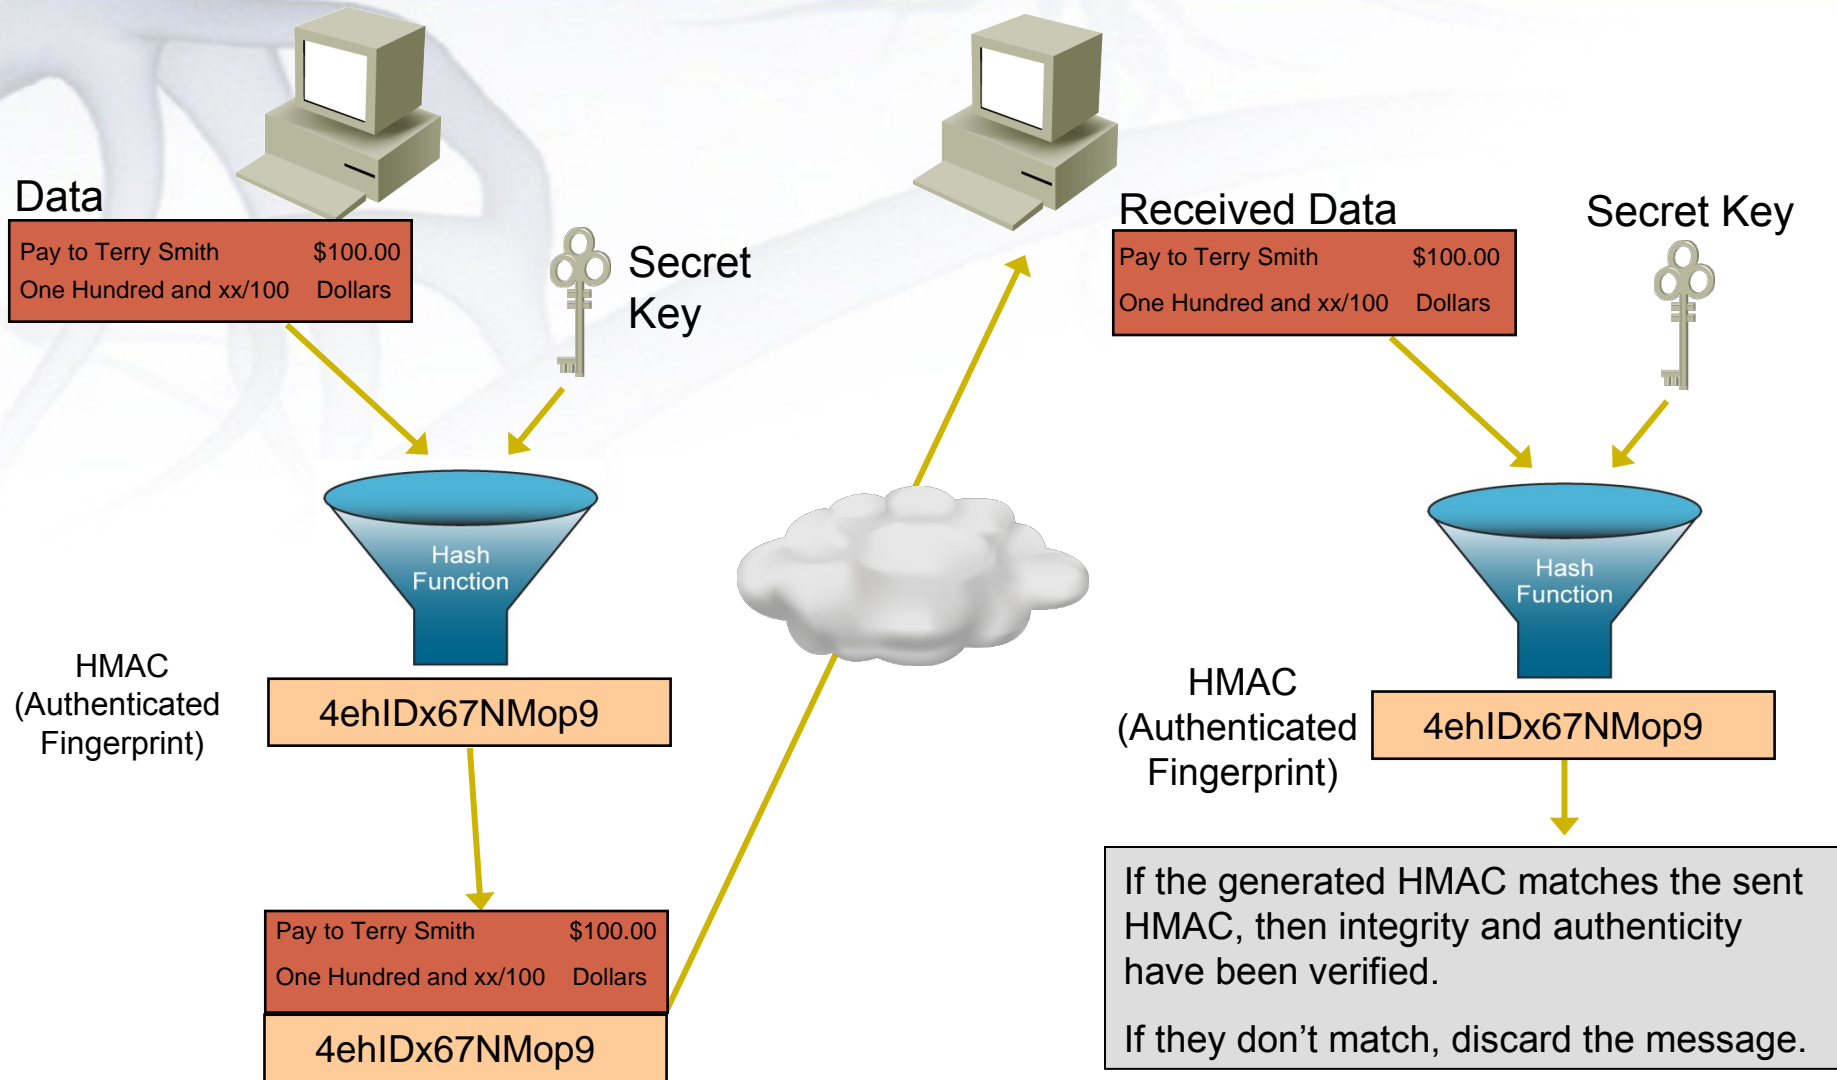 Data
Pay to Terry Smith $100.00
One Hundred and xx/100 Dollars
Secret
Key
Hash
Function
HMAC
(Authenticated
Fingerprint)
4ehIDx67NMop9
Pay to Terry Smith $100.00
One Hundred and xx/100 Dollars
4ehIDx67NMop9
Received Data
Pay to Terry Smith $100.00
One Hundred and xx/100 Dollars
Secret Key
Hash
Function
HMAC
(Authenticated
Fingerprint)
4ehIDx67NMop9
If the generated HMAC matches the sent
HMAC, then integrity and authenticity
have been verified.
If they don’t match, discard the message.